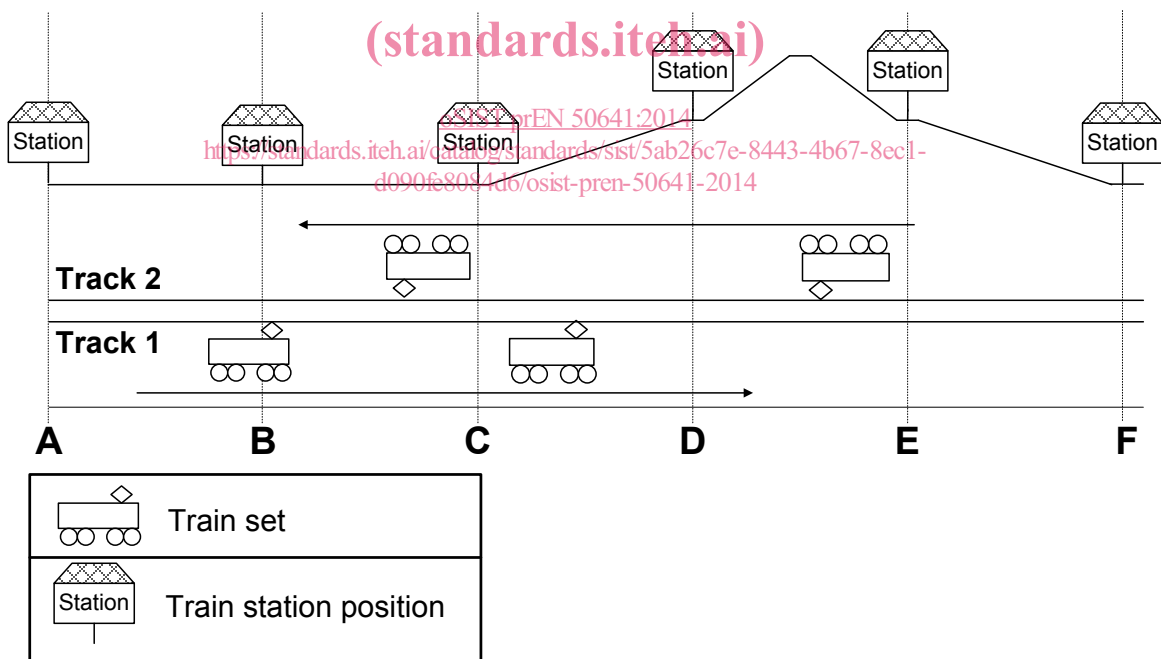 (standards.iteh.ai)
Station Station
oSIST prEN 50641:2014
Station Station Station Station
https://standards.iteh.ai/catalog/standards/sist/5ab26c7e-8443-4b67-8ec1-
d090fe8084d6/osist-pren-50641-2014
Track 2
Track 1
A B C D E F
Train set
Station Train station position